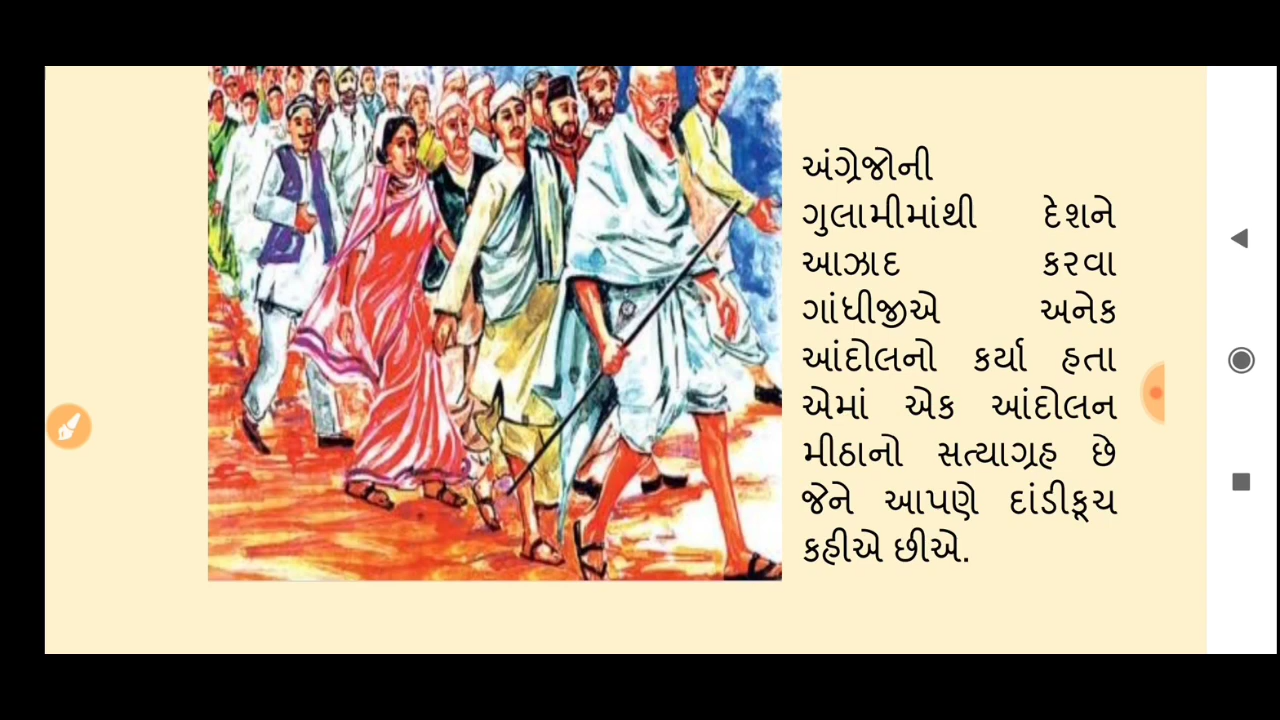 અંગ્રેજોની
ગુલામીમાંથી દેશને
આઝાદ કરવા
ગાંધીજીએ અનેક
આંદોલનો કર્યા હતા
એમાં એક આંદોલન
મીઠાનો સત્યાગ્રહ છે
જેને આપણે દાંડીકૂચ
કહીએ છીએ.